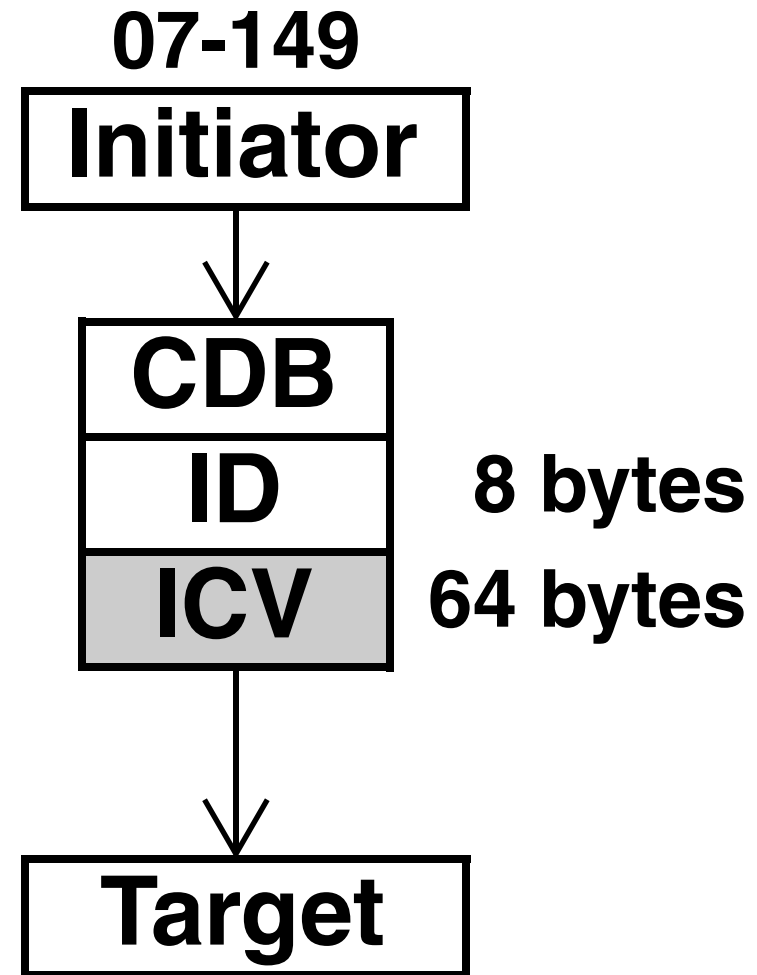 07-149
Initiator
CDB
ID 8 bytes
ICV 64 bytes
Target